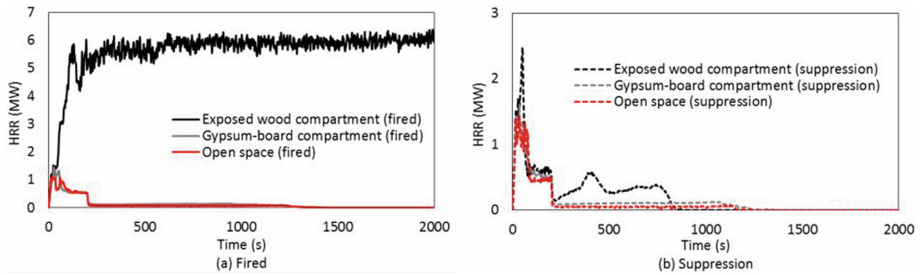 7
6
5
4
3
2
1
0
HRR (MW)
Exposed wood compartment (fired)
Gypsum-board compartment (fired)
Open space (fired)
0 500 1000 1500 2000
Time (s)
(a) Fired
3
2
1
0
HRR (MW)
Exposed wood compartment (suppression)
Gypsum-board compartment (suppression)
Open space (suppression)
0 500 1000 1500 2000
Time (s)
(b) Suppression